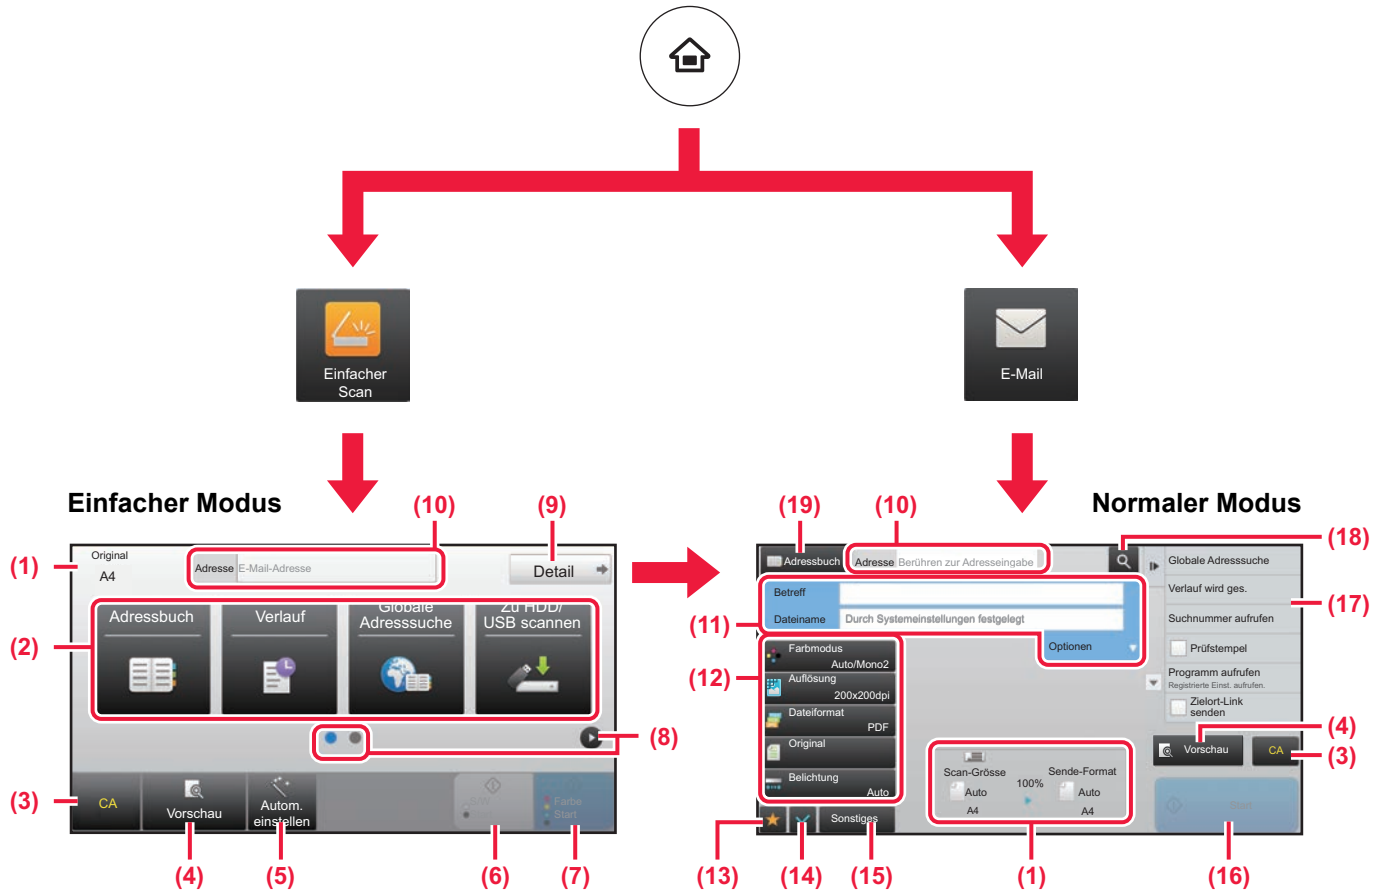 Einfacher
Scan
E-Mail
Einfacher Modus
Normaler Modus
(10)
(9)
(19)
(10)
(18)
(1)
Original
A4
Adresse
E-Mail-Adresse
Detail
Adressbuch
Adresse
Berühren zur Adresseingabe
Globale Adresssuche
Verlauf wird ges.
(17)
Suchnummer aufrufen
Prüfstempel
Programm aufrufen
Registrierte Einst. aufrufen.
Zielort-Link
senden
(2)
Adressbuch
Verlauf
Globale
Adresssuche
Zu HDD/
USB scannen
(11)
Betreff
Dateiname
Durch Systemeinstellungen festgelegt
Optionen
(12)
Farbmodus
Auto/Mono2
Auflösung
200x200dpi
Dateiformat
PDF
Original
Belichtung
Auto
(8)
(4)
Vorschau
CA
(3)
Scan-Grösse
Auto
A4
100%
Sende-Format
Auto
A4
(3)
CA
Vorschau
Autom.
einstellen
Farbe
Start
Sonstiges
Start
(4)
(5)
(6)
(7)
(13)
(14)
(15)
(1)
(16)